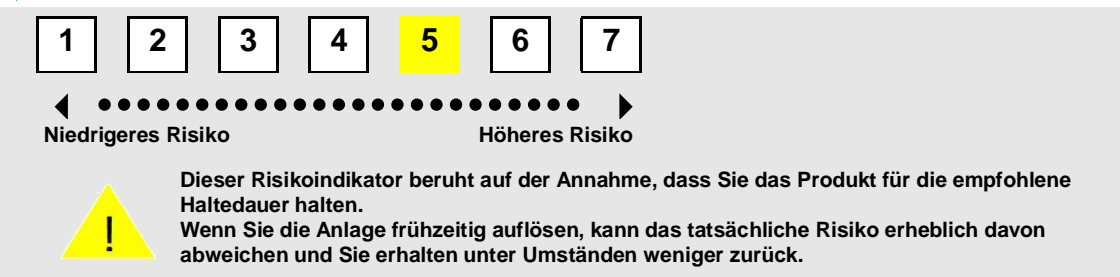 1 2 3 4 5 6 7
Niedrigeres Risiko Höheres Risiko
Dieser Risikoindikator beruht auf der Annahme, dass Sie das Produkt für die empfohlene
Haltedauer halten.
Wenn Sie die Anlage frühzeitig auflösen, kann das tatsächliche Risiko erheblich davon
abweichen und Sie erhalten unter Umständen weniger zurück.
!